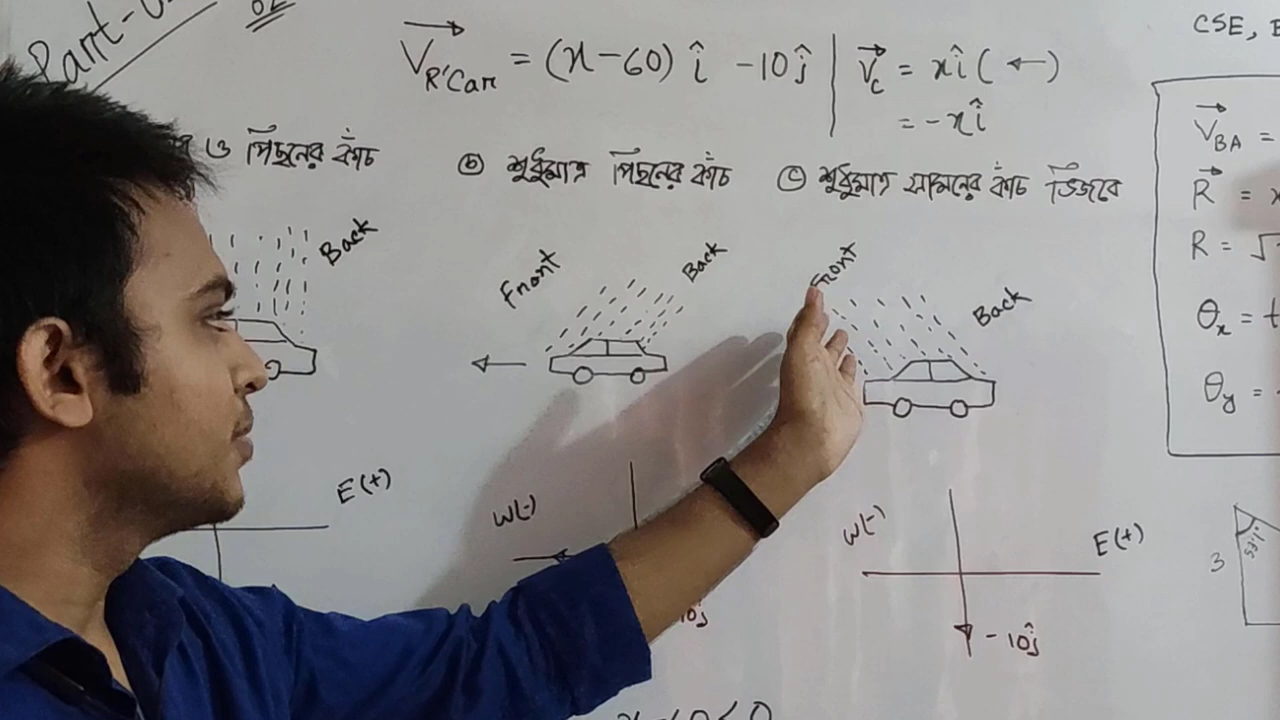 Part-
02
V⃗R'Car = (x-60) î -10ĵ
V⃗c = xî (←)
= -xî
CSE,
ও পিছনের কাঁচ
ⓑ শুধুমাত্র পিছনের কাঁচ
ⓒ শুধুমাত্র সামনের কাঁচ ভিজবে
V⃗BA =
R⃗ =
R = √
θx = t
θy =
Back
Front
Back
Front
Back
E(+)
W(-)
W(-)
E(+)
-10ĵ
3